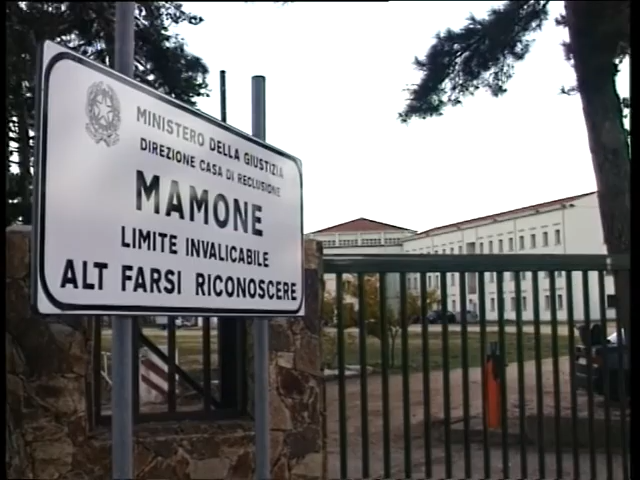 MINISTERO DELLA GIUSTIZIA
DIREZIONE CASA DI RECLUSIONE
MAMONE
LIMITE INVALICABILE
ALT FARSI RICONOSCERE